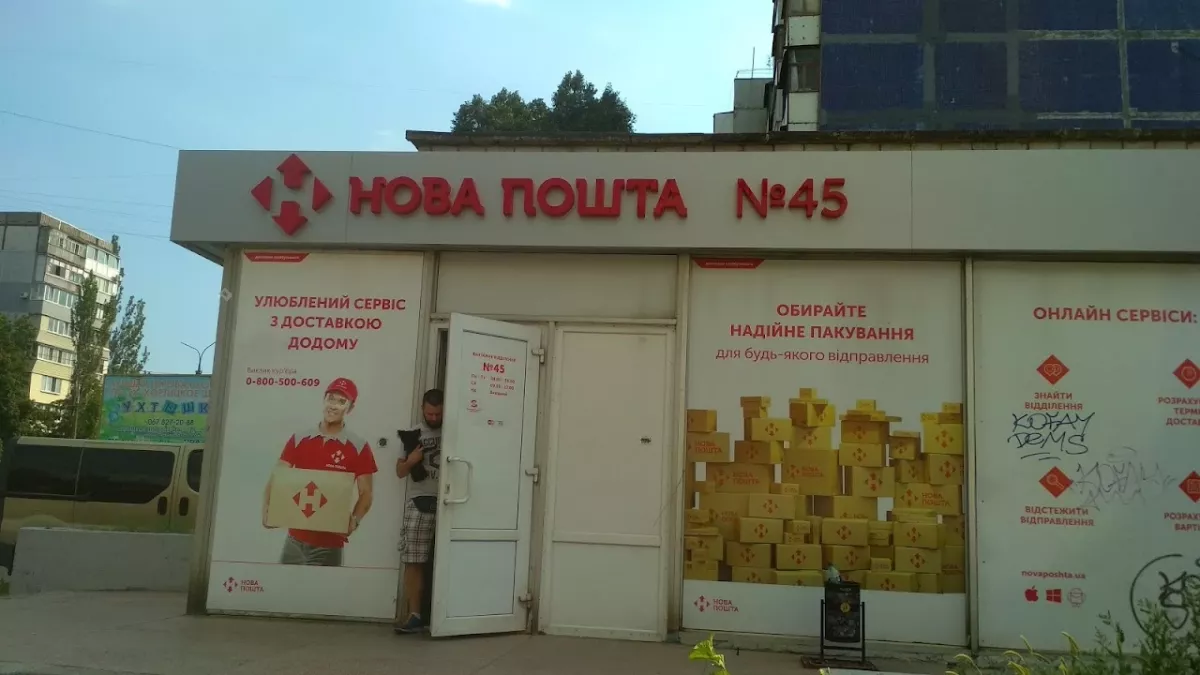 НОВА ПОШТА №45
УЛЮБЛЕНИЙ СЕРВІС
З ДОСТАВКОЮ
ДОДОМУ
0-800-500-609
НОВА
ПОШТА
№45
ОБИРАЙТЕ
НАДІЙНЕ ПАКУВАННЯ
для будь-якого відправлення
НОВА
ПОШТА
ОНЛАЙН СЕРВІСИ:
ЗНАЙТИ
ВІДДІЛЕННЯ
ВІДСТЕЖИТИ
ВІДПРАВЛЕННЯ
novaposhta.ua
УХТЫШК